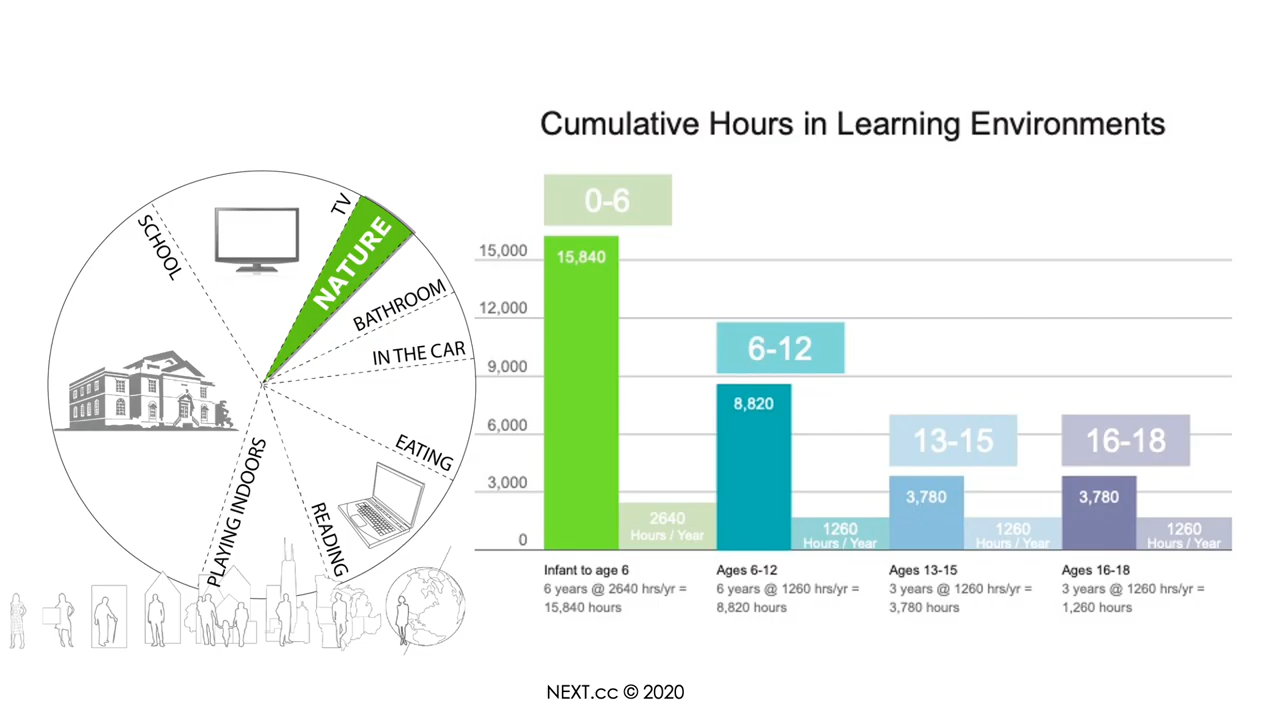 Cumulative Hours in Learning Environments
SCHOOL
TV
NATURE
BATHROOM
IN THE CAR
EATING
READING
PLAYING INDOORS
0-6
6-12
13-15
16-18
15,000
12,000
9,000
6,000
3,000
0
15,840
2640
Hours / Year
8,820
1260
Hours / Year
3,780
1260
Hours / Year
3,780
1260
Hours / Year
Infant to age 6
6 years @ 2640 hrs/yr =
15,840 hours
Ages 6-12
6 years @ 1260 hrs/yr =
8,820 hours
Ages 13-15
3 years @ 1260 hrs/yr =
3,780 hours
Ages 16-18
3 years @ 1260 hrs/yr =
1,260 hours
NEXT.cc © 2020